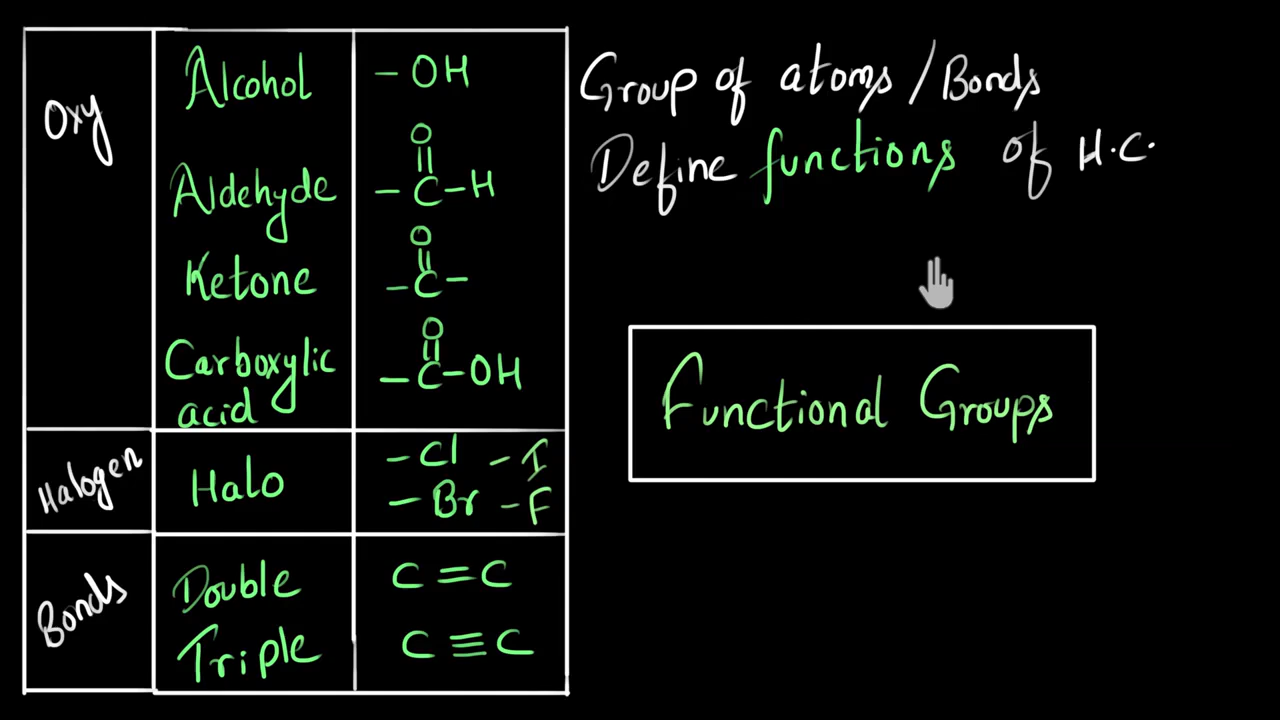 Oxy
Alcohol
-OH
Aldehyde
O
-C-H
Ketone
O
-C-
Carboxylic
acid
O
-C-OH
Halogen
Halo
-Cl -I
-Br -F
Bonds
Double
C=C
Triple
C≡C
Group of atoms / Bonds
Define functions of H.C.
Functional Groups